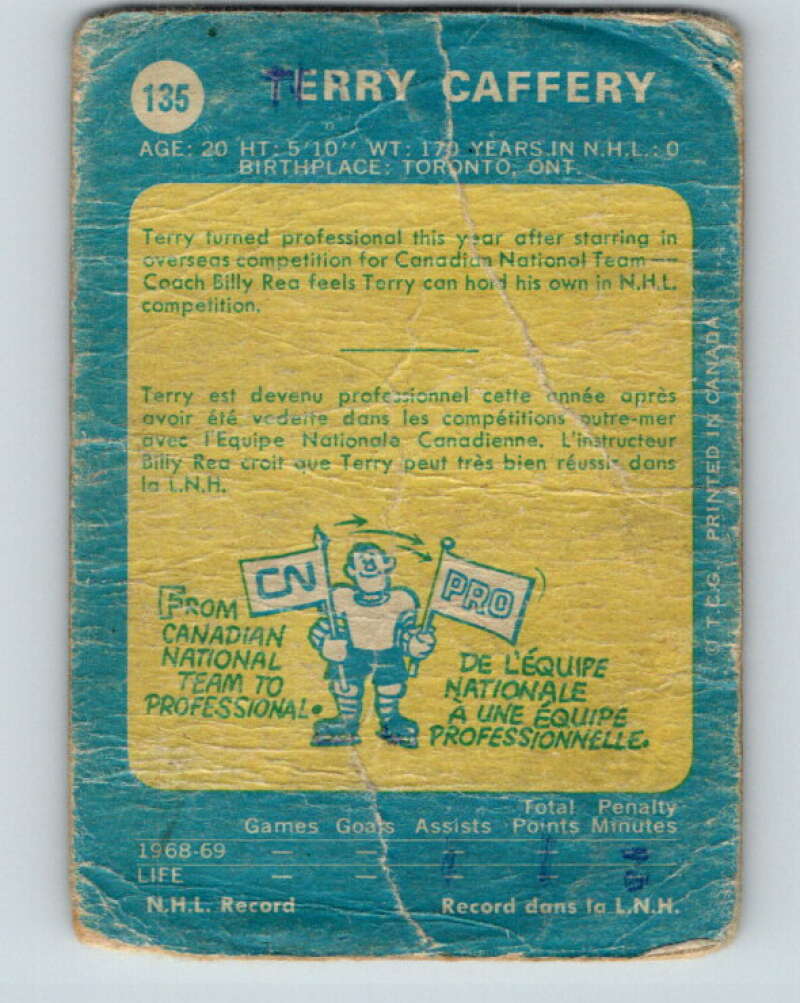 135
TERRY CAFFERY
AGE: 20 HT: 5'10" WT: 170 YEARS IN N.H.L.: 0
BIRTHPLACE: TORONTO, ONT.
Terry turned professional this year after starring in
overseas competition for Canadian National Team —
Coach Billy Rea feels Terry can hold his own in N.H.L.
competition.
Terry est devenu professionnel cette année après
avoir été vedette dans les compétitions outre-mer
avec l'Equipe Nationale Canadienne. L'instructeur
Billy Rea croit que Terry peut très bien réussir dans
la L.N.H.
CN
PRO
FROM
CANADIAN
NATIONAL
TEAM TO
PROFESSIONAL.
DE L'ÉQUIPE
NATIONALE
À UNE ÉQUIPE
PROFESSIONNELLE.
© T.C.G. PRINTED IN CANADA
Total Penalty
Games Goals Assists Points Minutes
1968-69 — — — — —
LIFE — — — — —
N.H.L. Record Record dans la L.N.H.